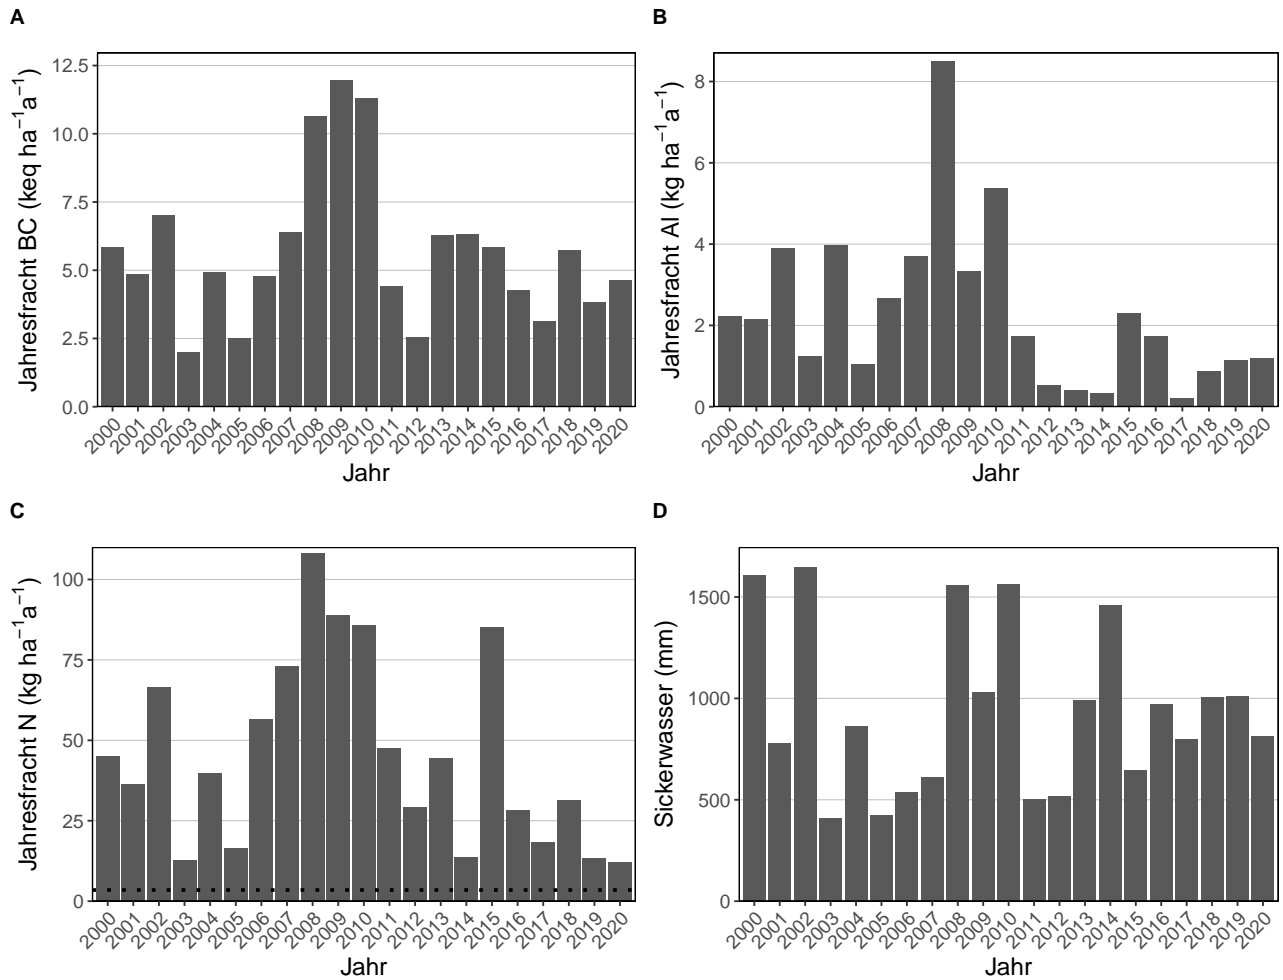 A
Jahresfracht BC (keq ha⁻¹a⁻¹)
12.5
10.0
7.5
5.0
2.5
0.0
2000 2001 2002 2003 2004 2005 2006 2007 2008 2009 2010 2011 2012 2013 2014 2015 2016 2017 2018 2019 2020
Jahr
B
Jahresfracht Al (kg ha⁻¹a⁻¹)
8
6
4
2
0
2000 2001 2002 2003 2004 2005 2006 2007 2008 2009 2010 2011 2012 2013 2014 2015 2016 2017 2018 2019 2020
Jahr
C
Jahresfracht N (kg ha⁻¹a⁻¹)
100
75
50
25
0
2000 2001 2002 2003 2004 2005 2006 2007 2008 2009 2010 2011 2012 2013 2014 2015 2016 2017 2018 2019 2020
Jahr
D
Sickerwasser (mm)
1500
1000
500
0
2000 2001 2002 2003 2004 2005 2006 2007 2008 2009 2010 2011 2012 2013 2014 2015 2016 2017 2018 2019 2020
Jahr